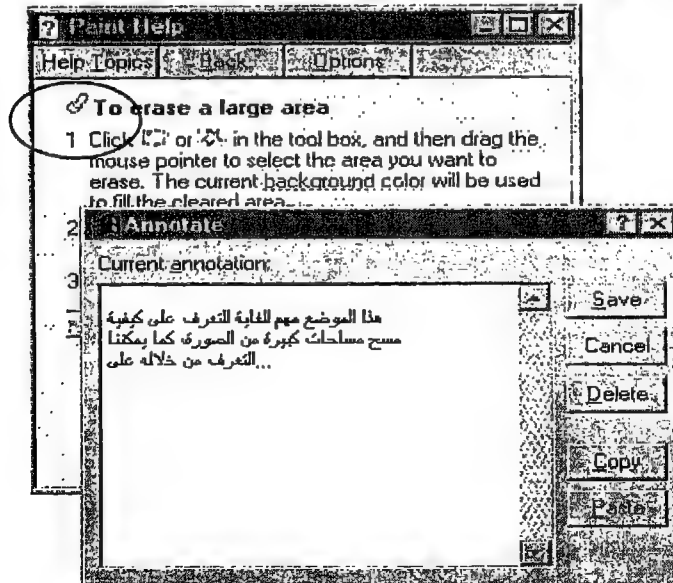 Paint Help
Help Topics Back Options
To erase a large area
1 Click or in the tool box, and then drag the
mouse pointer to select the area you want to
erase. The current background color will be used
to fill the cleared area.
2
3
Annotate
Current annotation:
هذا الموضع مهم للغاية للتعرف على كيفية
مسح مساحات كبيرة من الصورة كما يمكننا
التعرف من خلاله على...
Save
Cancel
Delete
Copy
Paste